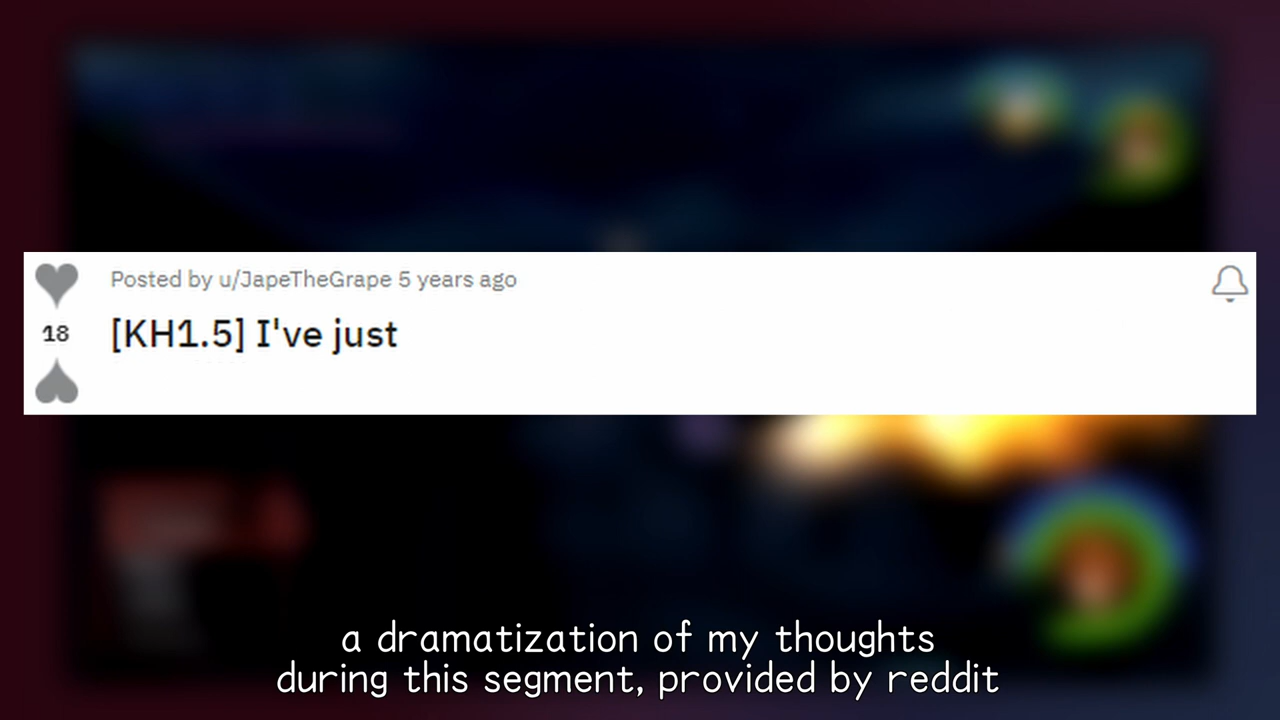 Posted by u/JapeTheGrape 5 years ago
18
[KH1.5] I've just
a dramatization of my thoughts
during this segment, provided by reddit